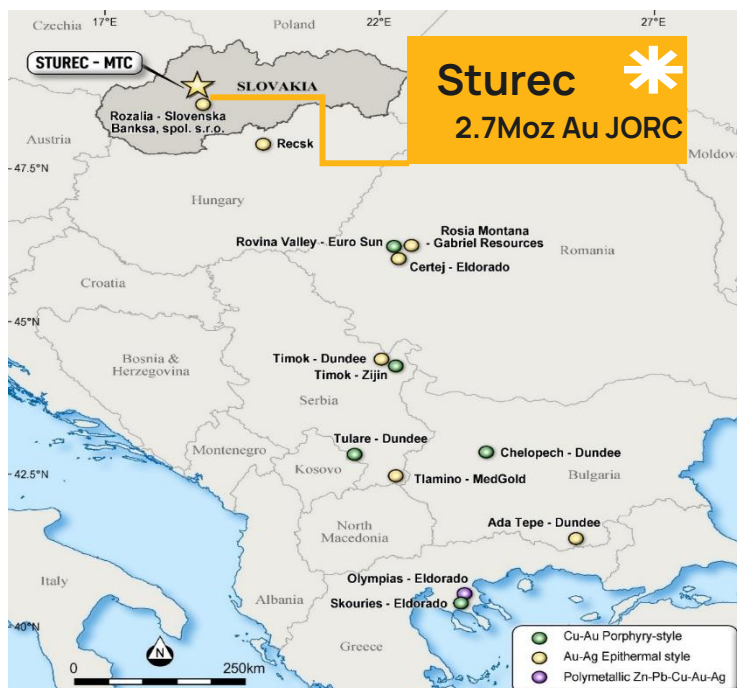 17°E
22°E
27°E
Czechia
Poland
STUREC - MTC
SLOVAKIA
Sturec
2.7Moz Au JORC
Rozalia - Slovenska
Banksa, spol. s.r.o.
Austria
Recsk
Moldova
47.5°N
Hungary
Rovina Valley - Euro Sun
Rosia Montana
- Gabriel Resources
Romania
Certej - Eldorado
Croatia
45°N
Bosnia &
Herzegovina
Timok - Dundee
Timok - Zijin
Serbia
Tulare - Dundee
Montenegro
Kosovo
Chelopech - Dundee
42.5°N
Tlamino - MedGold
Bulgaria
Ada Tepe - Dundee
North
Macedonia
Italy
Olympias - Eldorado
Albania
Skouries - Eldorado
40°N
Greece
N
0
250km
Cu-Au Porphyry-style
Au-Ag Epithermal style
Polymetallic Zn-Pb-Cu-Au-Ag